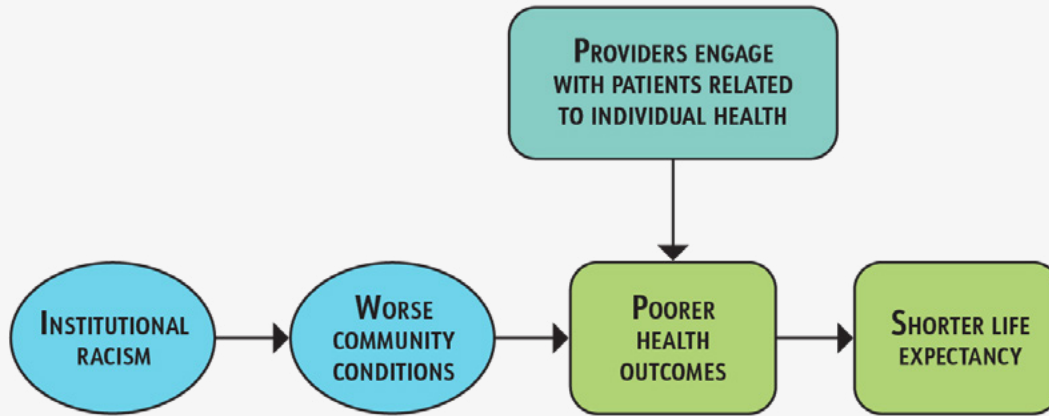 PROVIDERS ENGAGE
WITH PATIENTS RELATED
TO INDIVIDUAL HEALTH
INSTITUTIONAL
RACISM
WORSE
COMMUNITY
CONDITIONS
POORER
HEALTH
OUTCOMES
SHORTER LIFE
EXPECTANCY